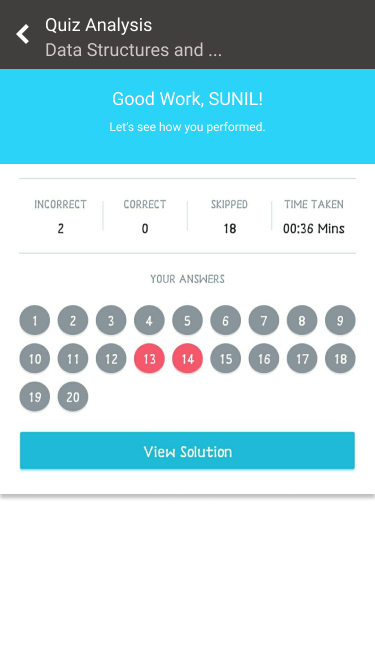 Quiz Analysis
Data Structures and ...
Good Work, SUNIL!
Let's see how you performed.
INCORRECT CORRECT SKIPPED TIME TAKEN
2 0 18 00:36 Mins
YOUR ANSWERS
1 2 3 4 5 6 7 8 9
10 11 12 13 14 15 16 17 18
19 20
View Solution